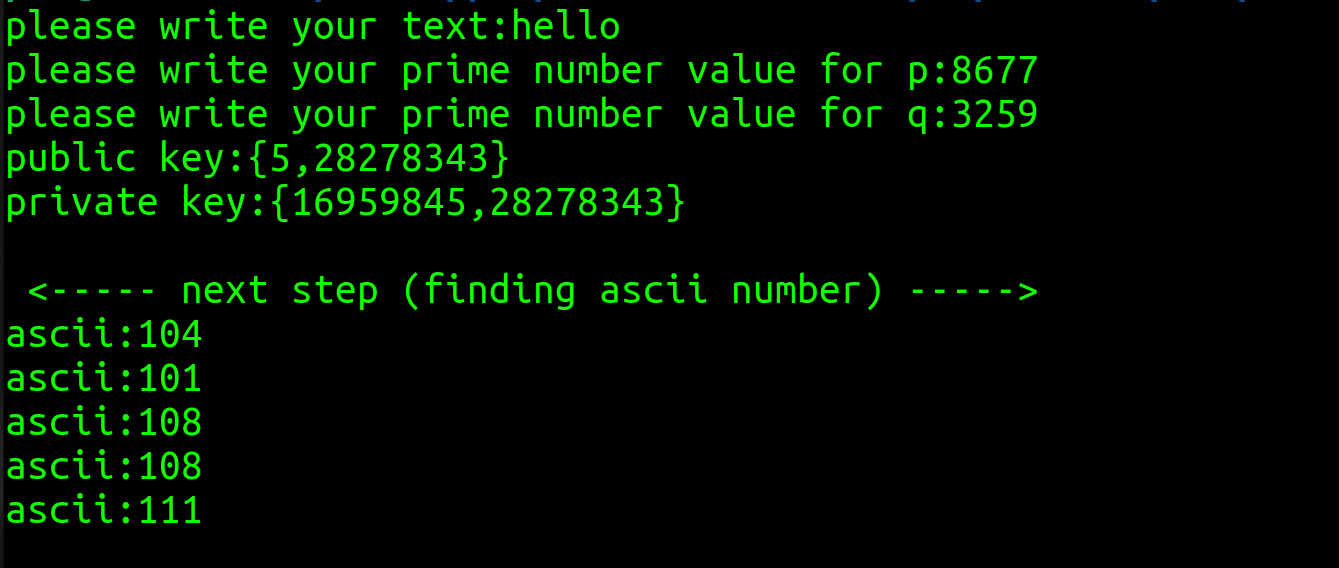 please write your text:hello
please write your prime number value for p:8677
please write your prime number value for q:3259
public key:{5,28278343}
private key:{16959845,28278343}
<----- next step (finding ascii number) ----->
ascii:104
ascii:101
ascii:108
ascii:108
ascii:111